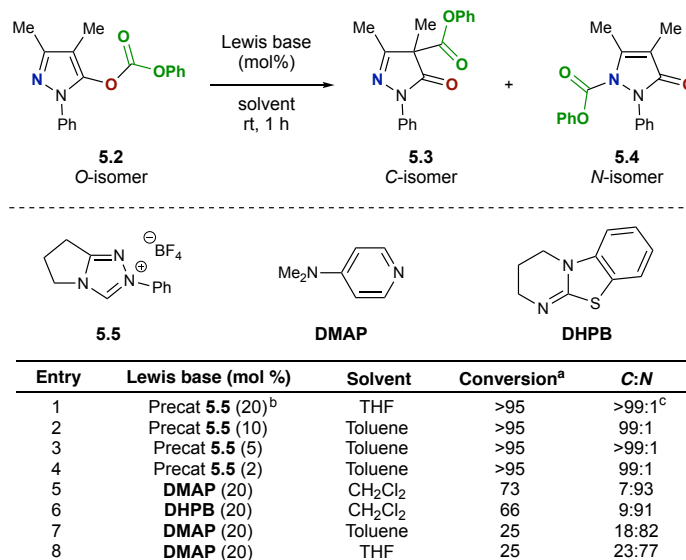 Me Me O
N N O OPh
Ph
5.2
O-isomer
Lewis base
(mol%)
solvent
rt, 1 h
Me Me OPh
O
N N O
Ph
5.3
C-isomer
+
Me Me
O N N O
PhO Ph
5.4
N-isomer
⊖
BF4
N
N ⊕ N
Ph
5.5
Me2N N
DMAP
N
N S
DHPB
Entry Lewis base (mol %) Solvent Conversionᵃ C:N
1 Precat 5.5 (20)ᵇ THF >95 >99:1ᶜ
2 Precat 5.5 (10) Toluene >95 99:1
3 Precat 5.5 (5) Toluene >95 >99:1
4 Precat 5.5 (2) Toluene >95 99:1
5 DMAP (20) CH2Cl2 73 7:93
6 DHPB (20) CH2Cl2 66 9:91
7 DMAP (20) Toluene 25 18:82
8 DMAP (20) THF 25 23:77